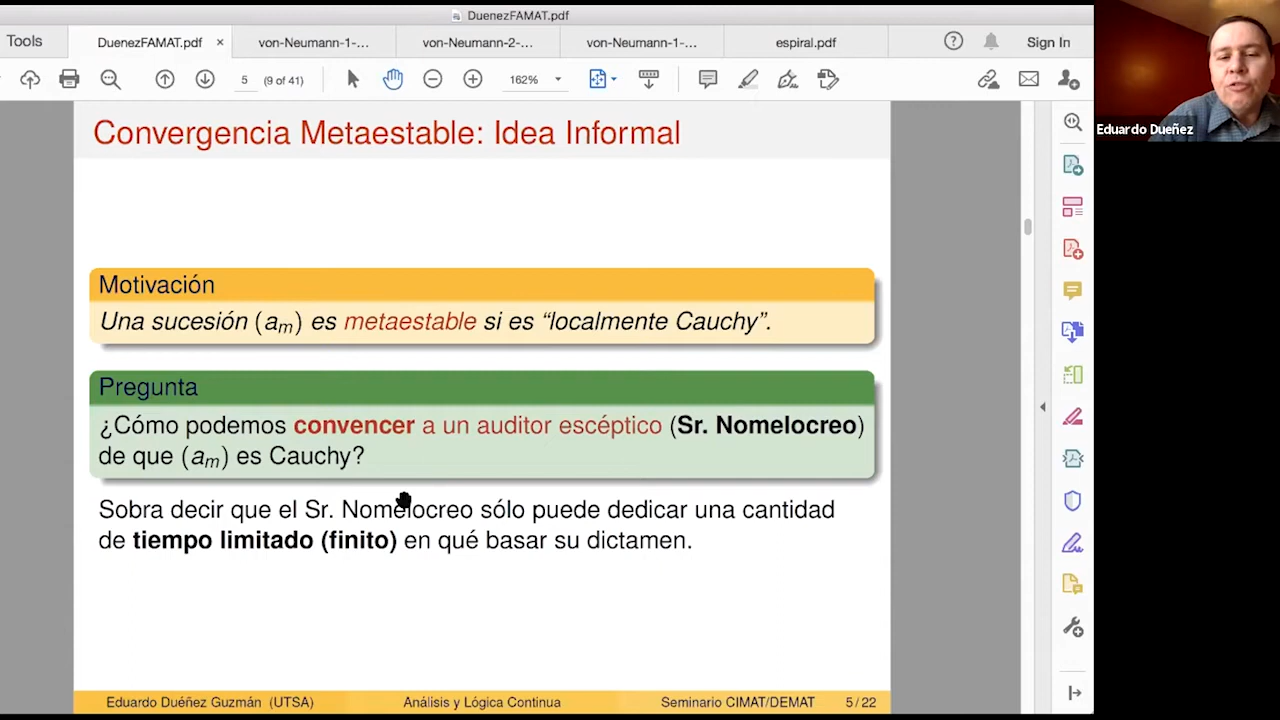 DuenezFAMAT.pdf
Tools
DuenezFAMAT.pdf ×
von-Neumann-1-...
von-Neumann-2-...
von-Neumann-1-...
espiral.pdf
Sign In
5 (9 of 41)
162%
Eduardo Dueñez
Convergencia Metaestable: Idea Informal
Motivación
Una sucesión (aₘ) es metaestable si es “localmente Cauchy”.
Pregunta
¿Cómo podemos convencer a un auditor escéptico (Sr. Nomelocreo)
de que (aₘ) es Cauchy?
Sobra decir que el Sr. Nomelocreo sólo puede dedicar una cantidad
de tiempo limitado (finito) en qué basar su dictamen.
Eduardo Duéñez Guzmán (UTSA)
Análisis y Lógica Continua
Seminario CIMAT/DEMAT
5 / 22